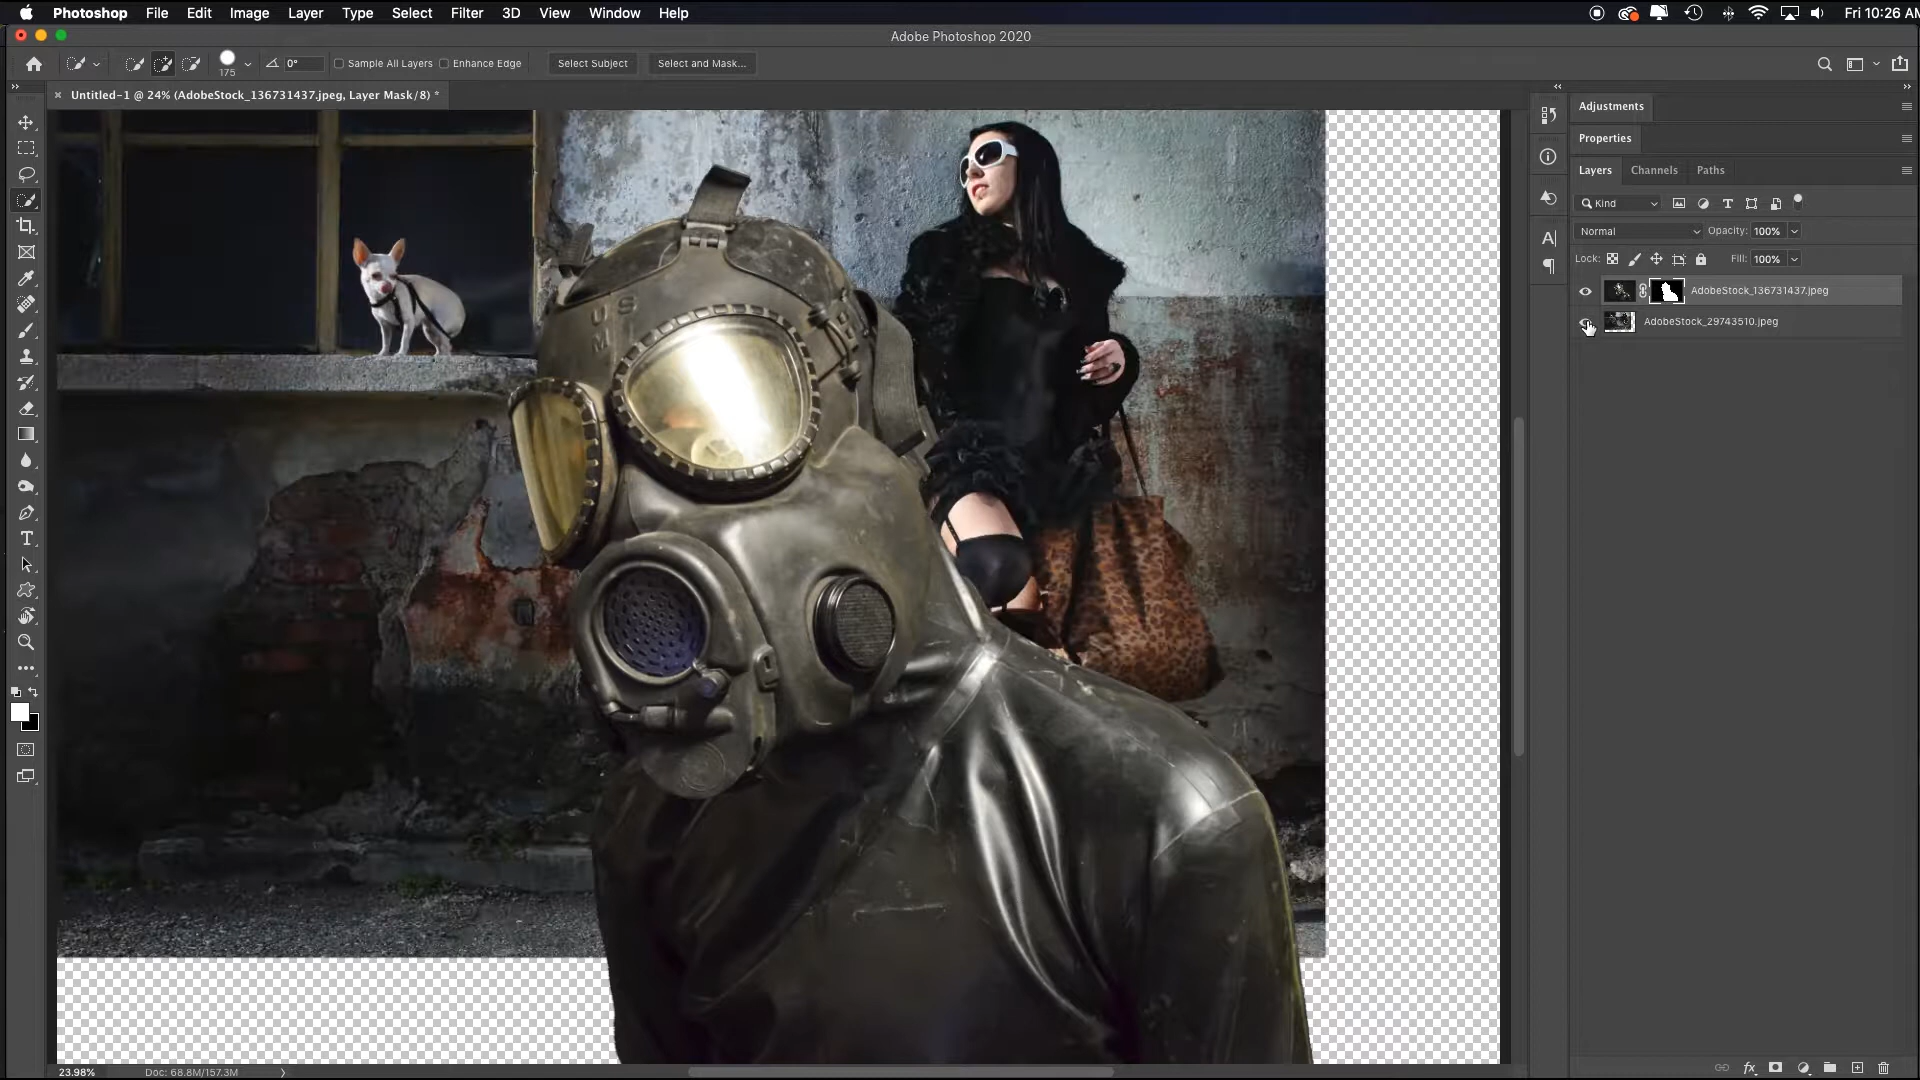 Photoshop File Edit Image Layer Type Select Filter 3D View Window Help Fri 10:26 AM
Adobe Photoshop 2020
175 0° Sample All Layers Enhance Edge Select Subject Select and Mask...
Untitled-1 @ 24% (AdobeStock_136731437.jpeg, Layer Mask/8) *
Adjustments
Properties
Layers Channels Paths
Kind
Normal Opacity: 100%
Lock: Fill: 100%
AdobeStock_136731437.jpeg
AdobeStock_29743510.jpeg
U S
M
23.98% Doc: 68.8M/157.3M